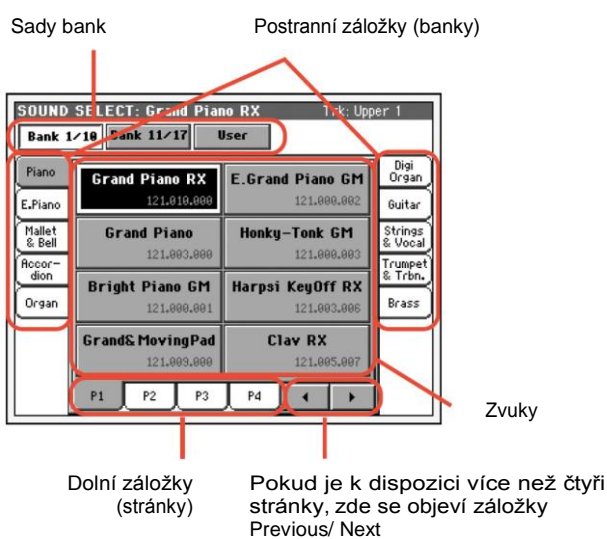 Sady bank
Postranní záložky (banky)
SOUND SELECT: Grand Piano RX Trk: Upper 1
Bank 1/10 Bank 11/17 User
Piano
E.Piano
Mallet
& Bell
Accor-
dion
Organ
Grand Piano RX
121.010.000
E.Grand Piano GM
121.000.002
Grand Piano
121.003.000
Honky-Tonk GM
121.000.003
Bright Piano GM
121.000.001
Harpsi KeyOff RX
121.003.006
Grand&MovingPad
121.009.000
Clav RX
121.005.007
Digi
Organ
Guitar
Strings
& Vocal
Trumpet
& Trbn.
Brass
P1 P2 P3 P4
Zvuky
Dolní záložky
(stránky)
Pokud je k dispozici více než čtyři
stránky, zde se objeví záložky
Previous/ Next